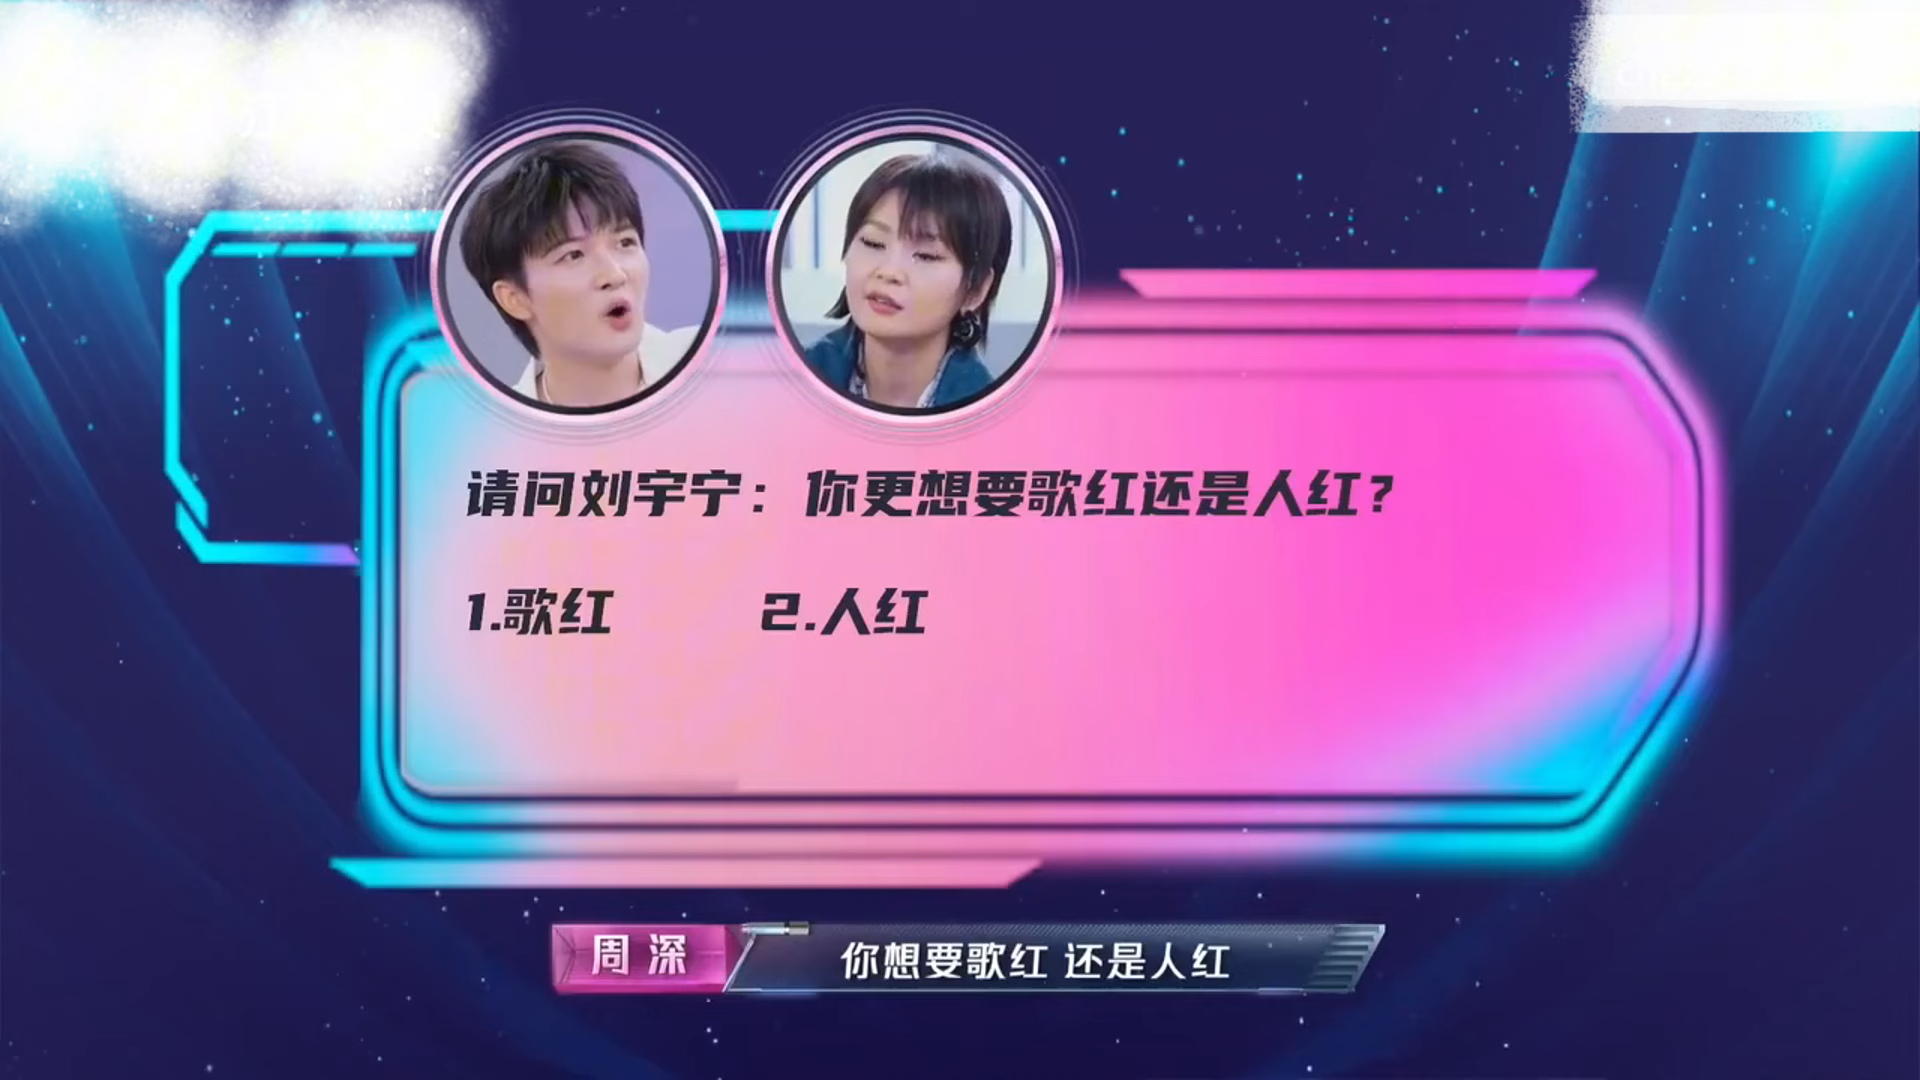 请问刘宇宁：你更想要歌红还是人红？
1.歌红 2.人红
周深 你想要歌红 还是人红